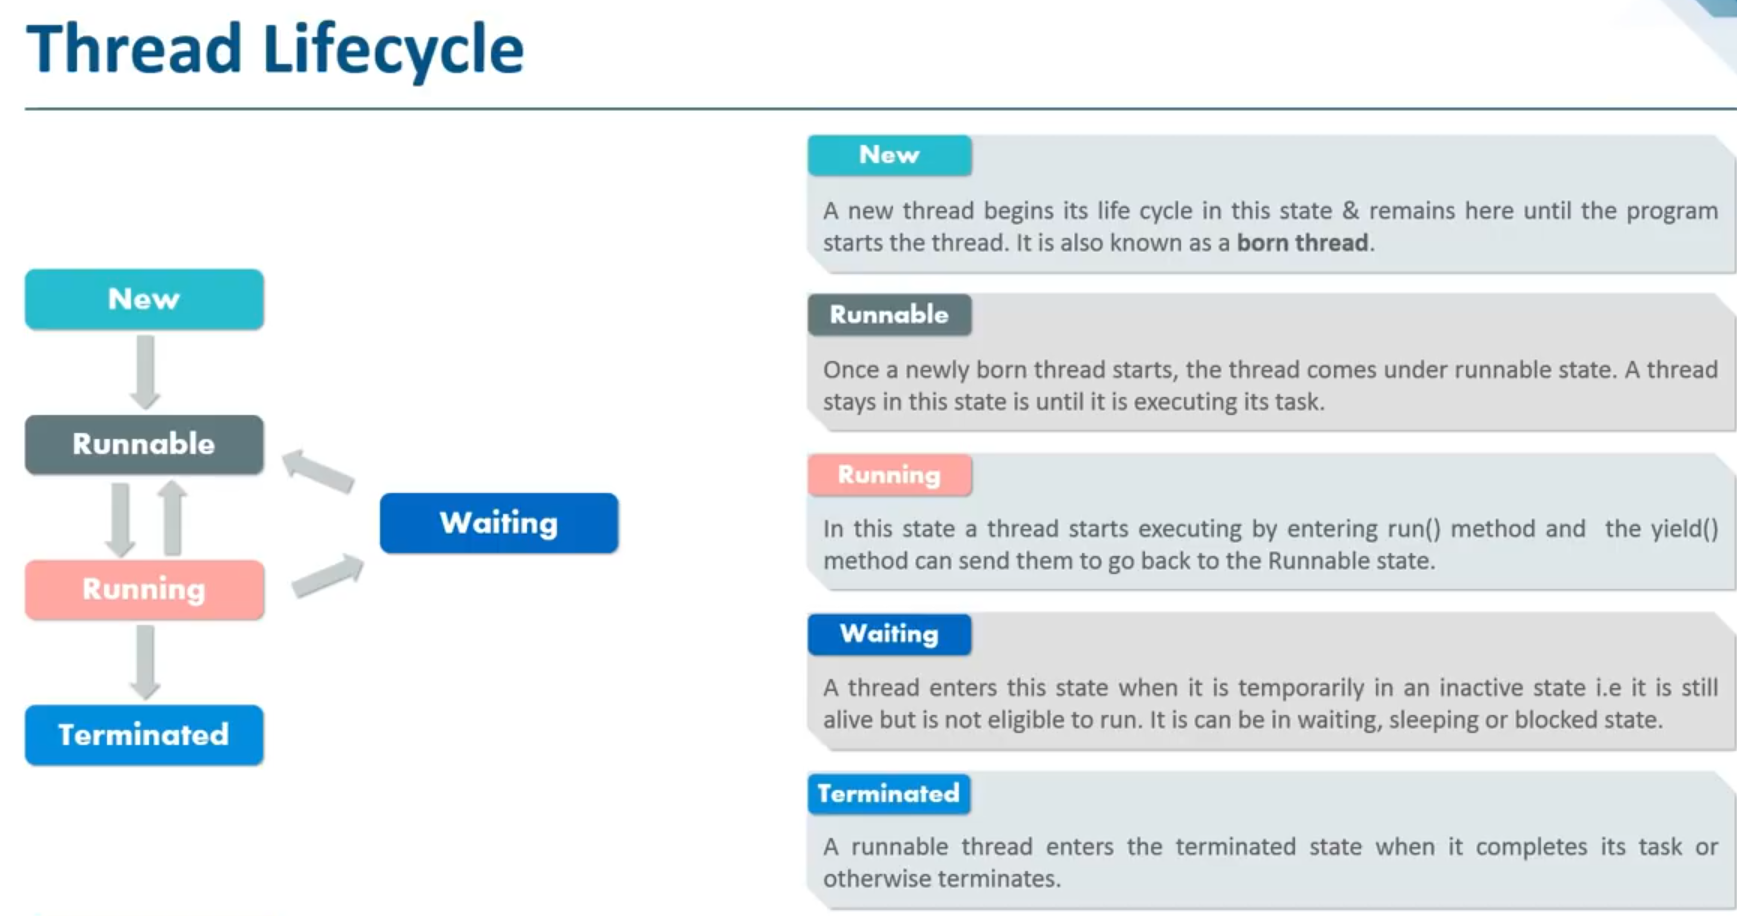 Thread Lifecycle
New
Runnable
Waiting
Running
Terminated
New
A new thread begins its life cycle in this state & remains here until the program
starts the thread. It is also known as a born thread.
Runnable
Once a newly born thread starts, the thread comes under runnable state. A thread
stays in this state is until it is executing its task.
Running
In this state a thread starts executing by entering run() method and the yield()
method can send them to go back to the Runnable state.
Waiting
A thread enters this state when it is temporarily in an inactive state i.e it is still
alive but is not eligible to run. It is can be in waiting, sleeping or blocked state.
Terminated
A runnable thread enters the terminated state when it completes its task or
otherwise terminates.